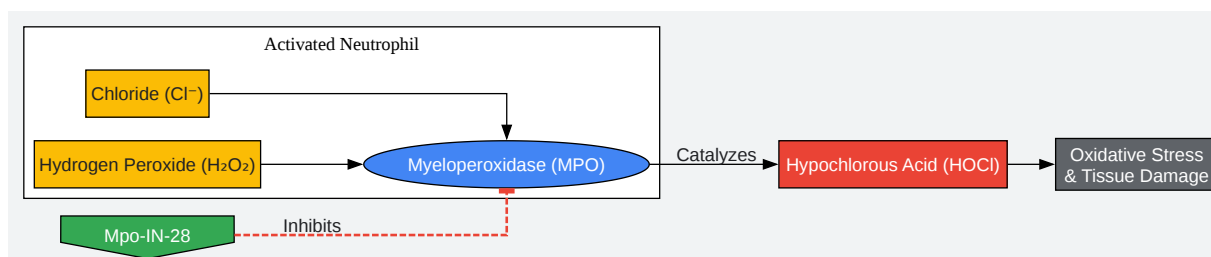 Activated Neutrophil
Chloride (Cl⁻)
Hydrogen Peroxide (H₂O₂)
Myeloperoxidase (MPO)
Catalyzes
Hypochlorous Acid (HOCl)
Oxidative Stress
& Tissue Damage
Mpo-IN-28
Inhibits